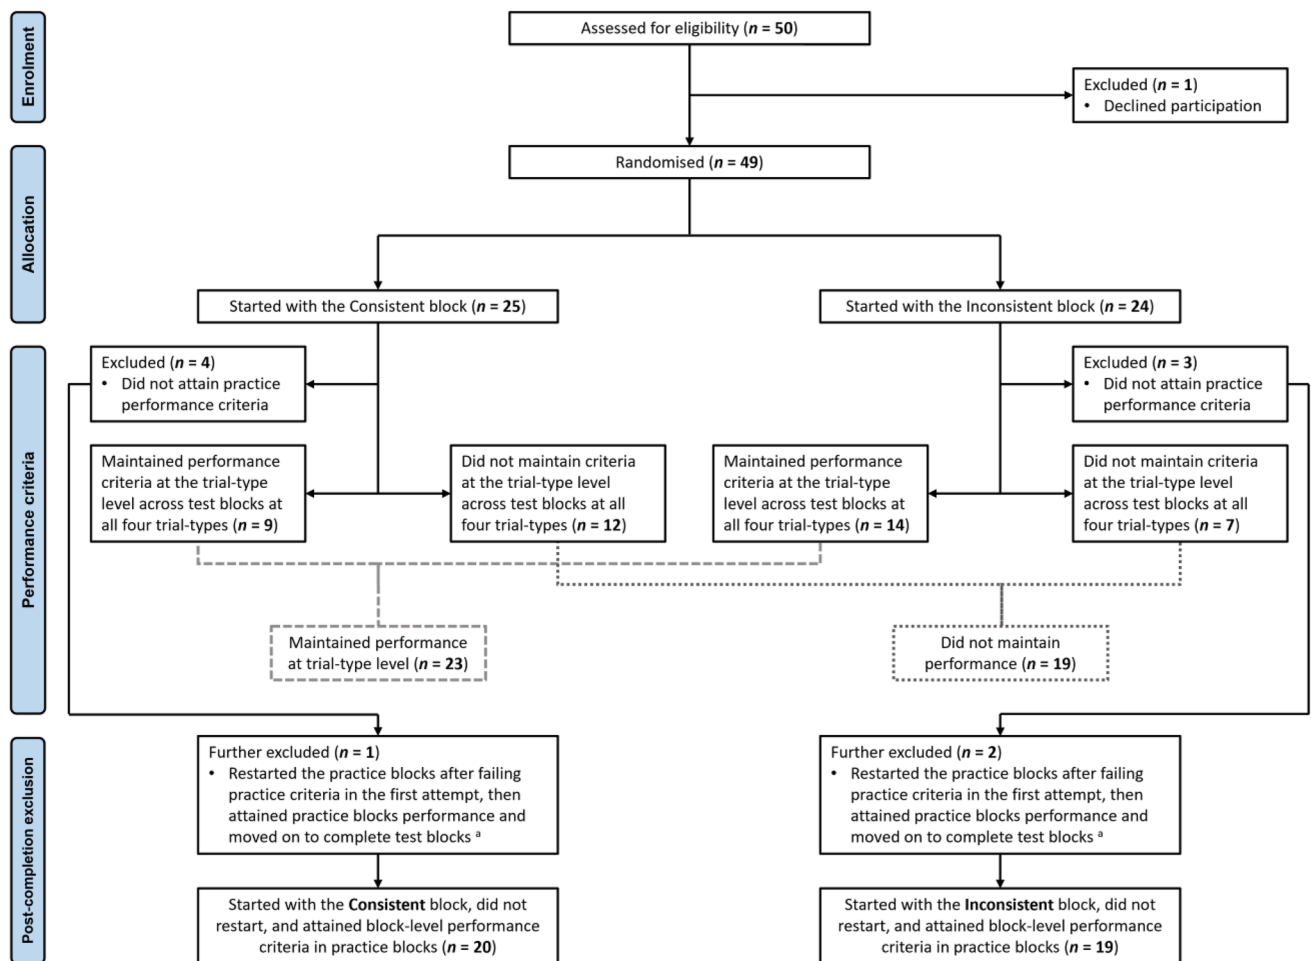 Enrolment
Assessed for eligibility (n = 50)
Excluded (n = 1)
• Declined participation
Allocation
Randomised (n = 49)
Started with the Consistent block (n = 25)
Started with the Inconsistent block (n = 24)
Performance criteria
Excluded (n = 4)
• Did not attain practice
performance criteria
Excluded (n = 3)
• Did not attain practice
performance criteria
Maintained performance
criteria at the trial-type
level across test blocks at
all four trial-types (n = 9)
Did not maintain criteria
at the trial-type level
across test blocks at all
four trial-types (n = 12)
Maintained performance
criteria at the trial-type
level across test blocks at
all four trial-types (n = 14)
Did not maintain criteria
at the trial-type level
across test blocks at all
four trial-types (n = 7)
Maintained performance
at trial-type level (n = 23)
Did not maintain
performance (n = 19)
Post-completion exclusion
Further excluded (n = 1)
• Restarted the practice blocks after failing
practice criteria in the first attempt, then
attained practice blocks performance and
moved on to complete test blocks a
Further excluded (n = 2)
• Restarted the practice blocks after failing
practice criteria in the first attempt, then
attained practice blocks performance and
moved on to complete test blocks a
Started with the Consistent block, did not
restart, and attained block-level performance
criteria in practice blocks (n = 20)
Started with the Inconsistent block, did not
restart, and attained block-level performance
criteria in practice blocks (n = 19)